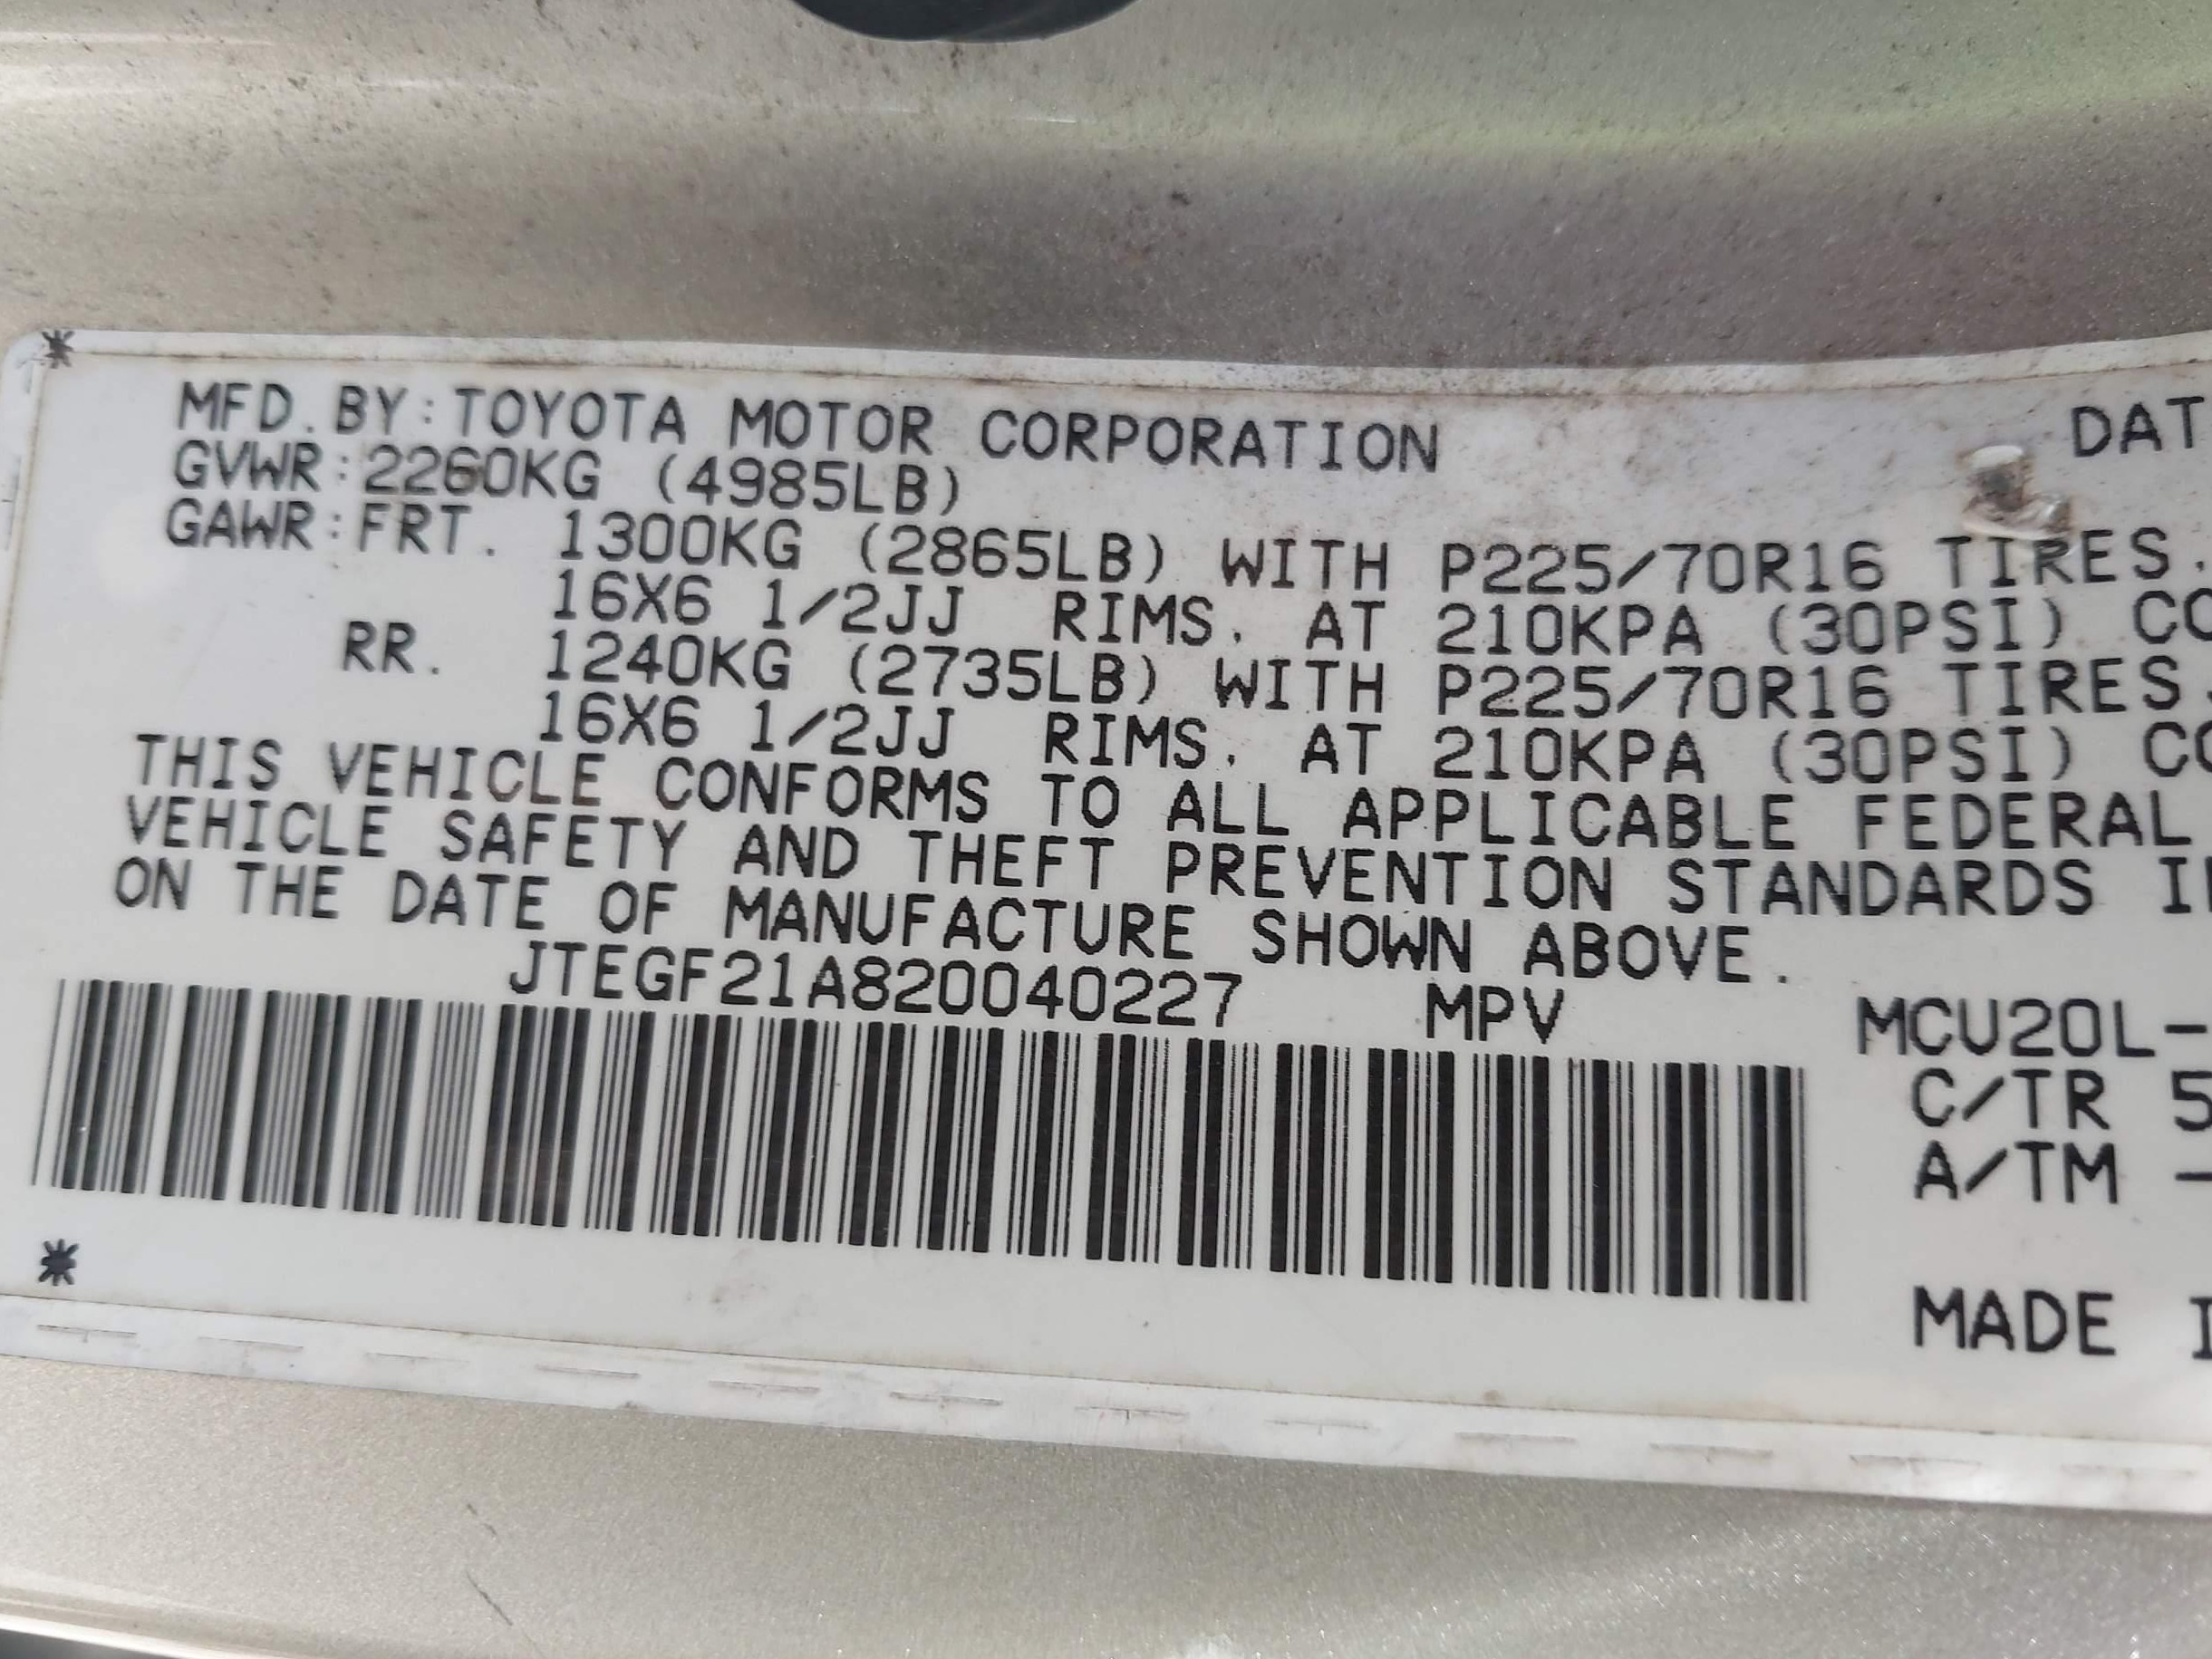 MFD.BY:TOYOTA MOTOR CORPORATION DAT
GVWR:2260KG (4985LB)
GAWR:FRT. 1300KG (2865LB) WITH P225/70R16 TIRES.
16X6 1/2JJ RIMS. AT 210KPA (30PSI) CO
RR. 1240KG (2735LB) WITH P225/70R16 TIRES.
16X6 1/2JJ RIMS. AT 210KPA (30PSI) CO
THIS VEHICLE CONFORMS TO ALL APPLICABLE FEDERAL
VEHICLE SAFETY AND THEFT PREVENTION STANDARDS I
ON THE DATE OF MANUFACTURE SHOWN ABOVE.
JTEGF21A820040227 MPV MCU20L-
C/TR 5
A/TM -
MADE I